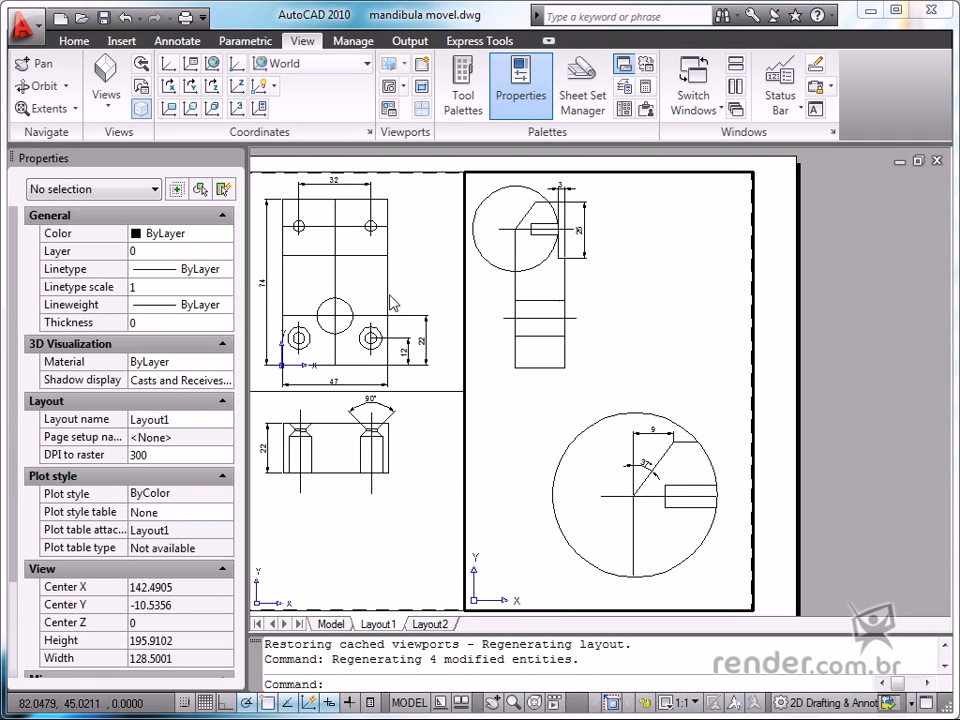 AutoCAD 2010 mandibula movel.dwg
Type a keyword or phrase
Home Insert Annotate Parametric View Manage Output Express Tools
Pan
Orbit
Extents
Views
World
Tool Palettes
Properties
Sheet Set Manager
Switch Windows
Status Bar
Navigate Views Coordinates Viewports Palettes Windows
Properties
No selection
General
Color ByLayer
Layer 0
Linetype ByLayer
Linetype scale 1
Lineweight ByLayer
Thickness 0
3D Visualization
Material ByLayer
Shadow display Casts and Receives...
Layout
Layout name Layout1
Page setup na... <None>
DPI to raster 300
Plot style
Plot style ByColor
Plot style table None
Plot table attac... Layout1
Plot table type Not available
View
Center X 142.4905
Center Y -10.5356
Center Z 0
Height 195.9102
Width 128.5001
32
74
22
12
47
Y
X
90°
22
Y
X
3
25
9
37°
Y
X
Model Layout1 Layout2
Restoring cached viewports - Regenerating layout.
Command: Regenerating 4 modified entities.
Command:
render.com.br
82.0479, 45.0211, 0.0000
MODEL
1:1
2D Drafting & Annot